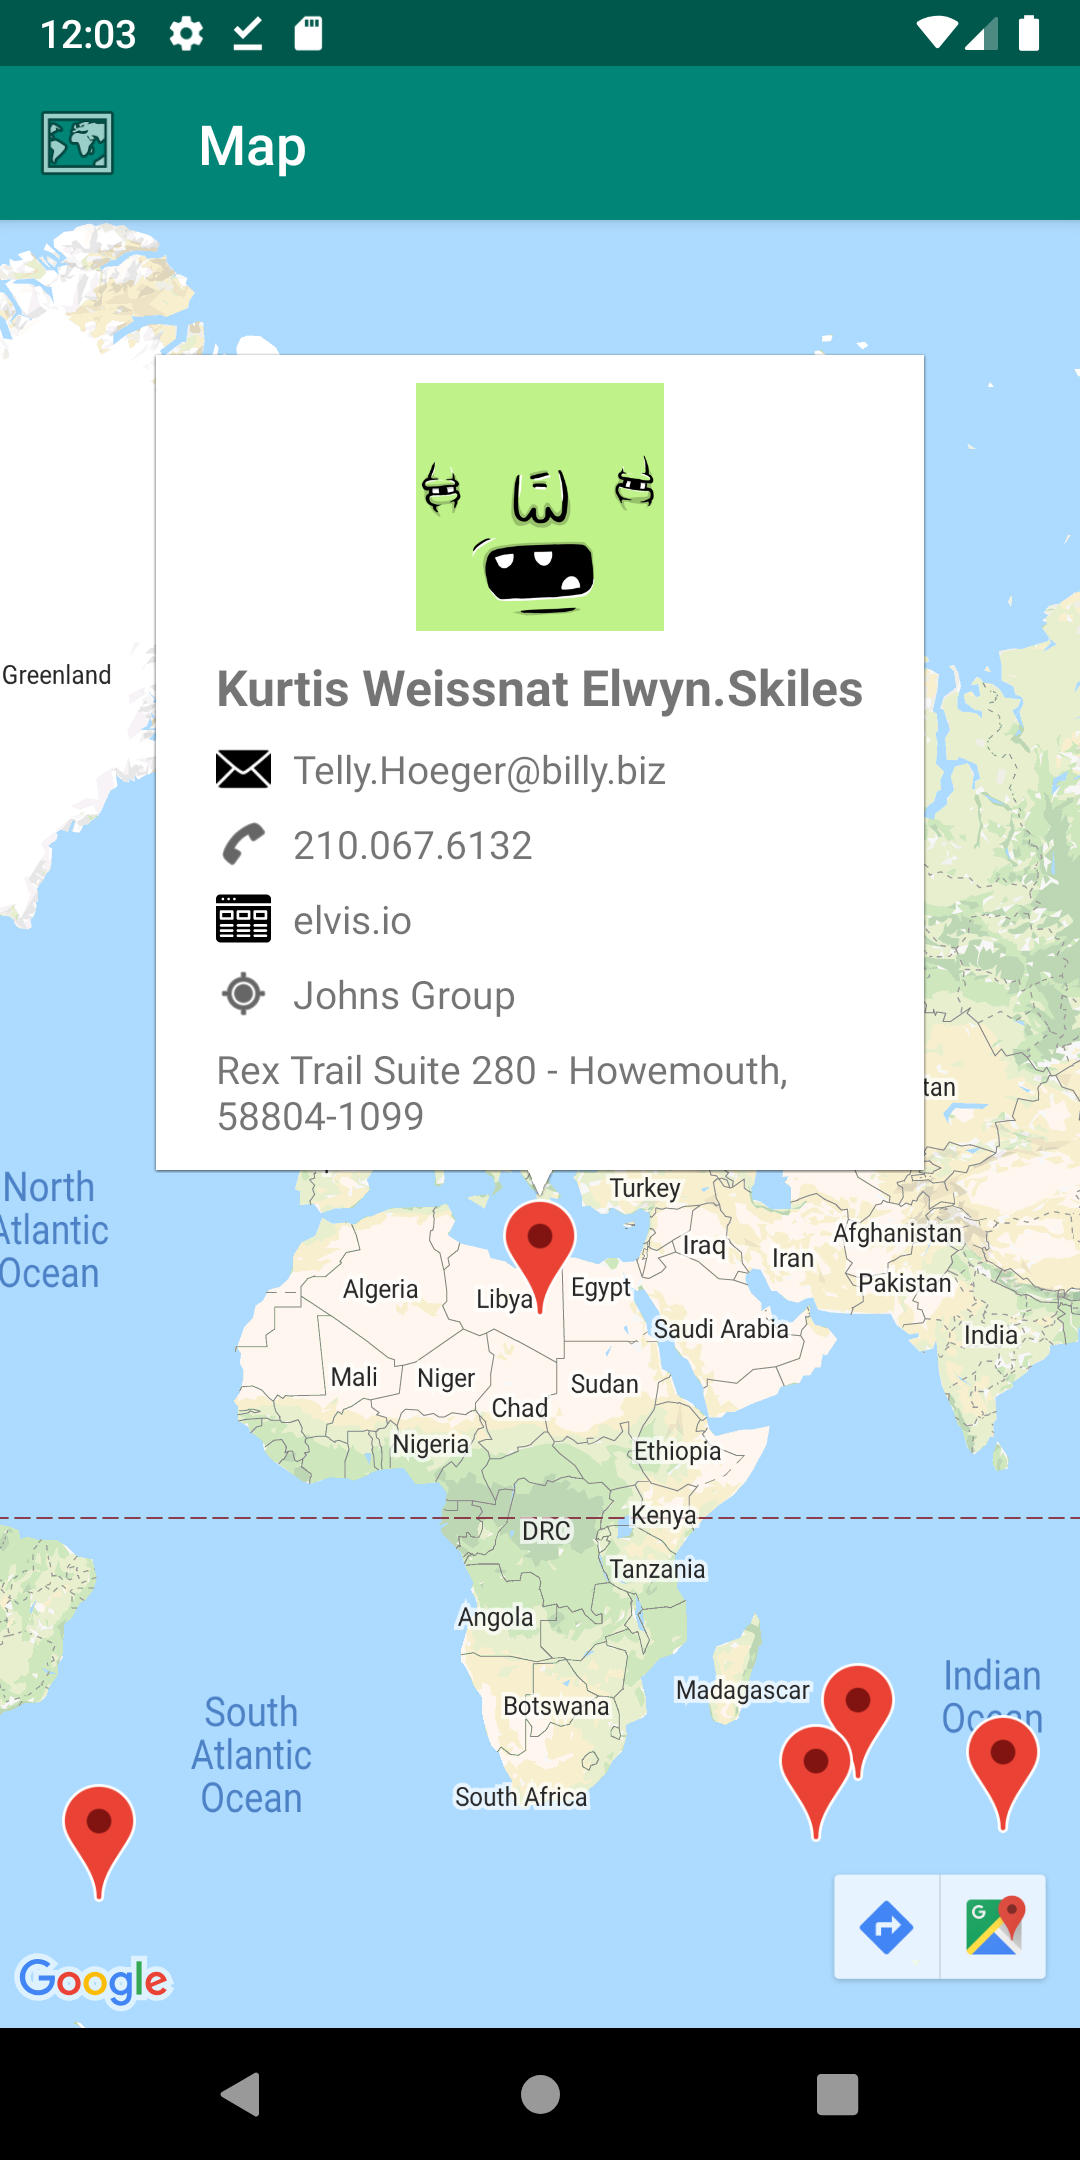 12:03
Map
Greenland
Kurtis Weissnat Elwyn.Skiles
Telly.Hoeger@billy.biz
210.067.6132
elvis.io
Johns Group
Rex Trail Suite 280 - Howemouth,
58804-1099
tan
North
Atlantic
Ocean
Turkey
Afghanistan
Iraq
Iran
Pakistan
Algeria
Libya
Egypt
Saudi Arabia
India
Mali
Niger
Sudan
Chad
Nigeria
Ethiopia
Kenya
DRC
Tanzania
Angola
Madagascar
Botswana
Indian
Ocean
South
Atlantic
Ocean
South Africa
G
Google